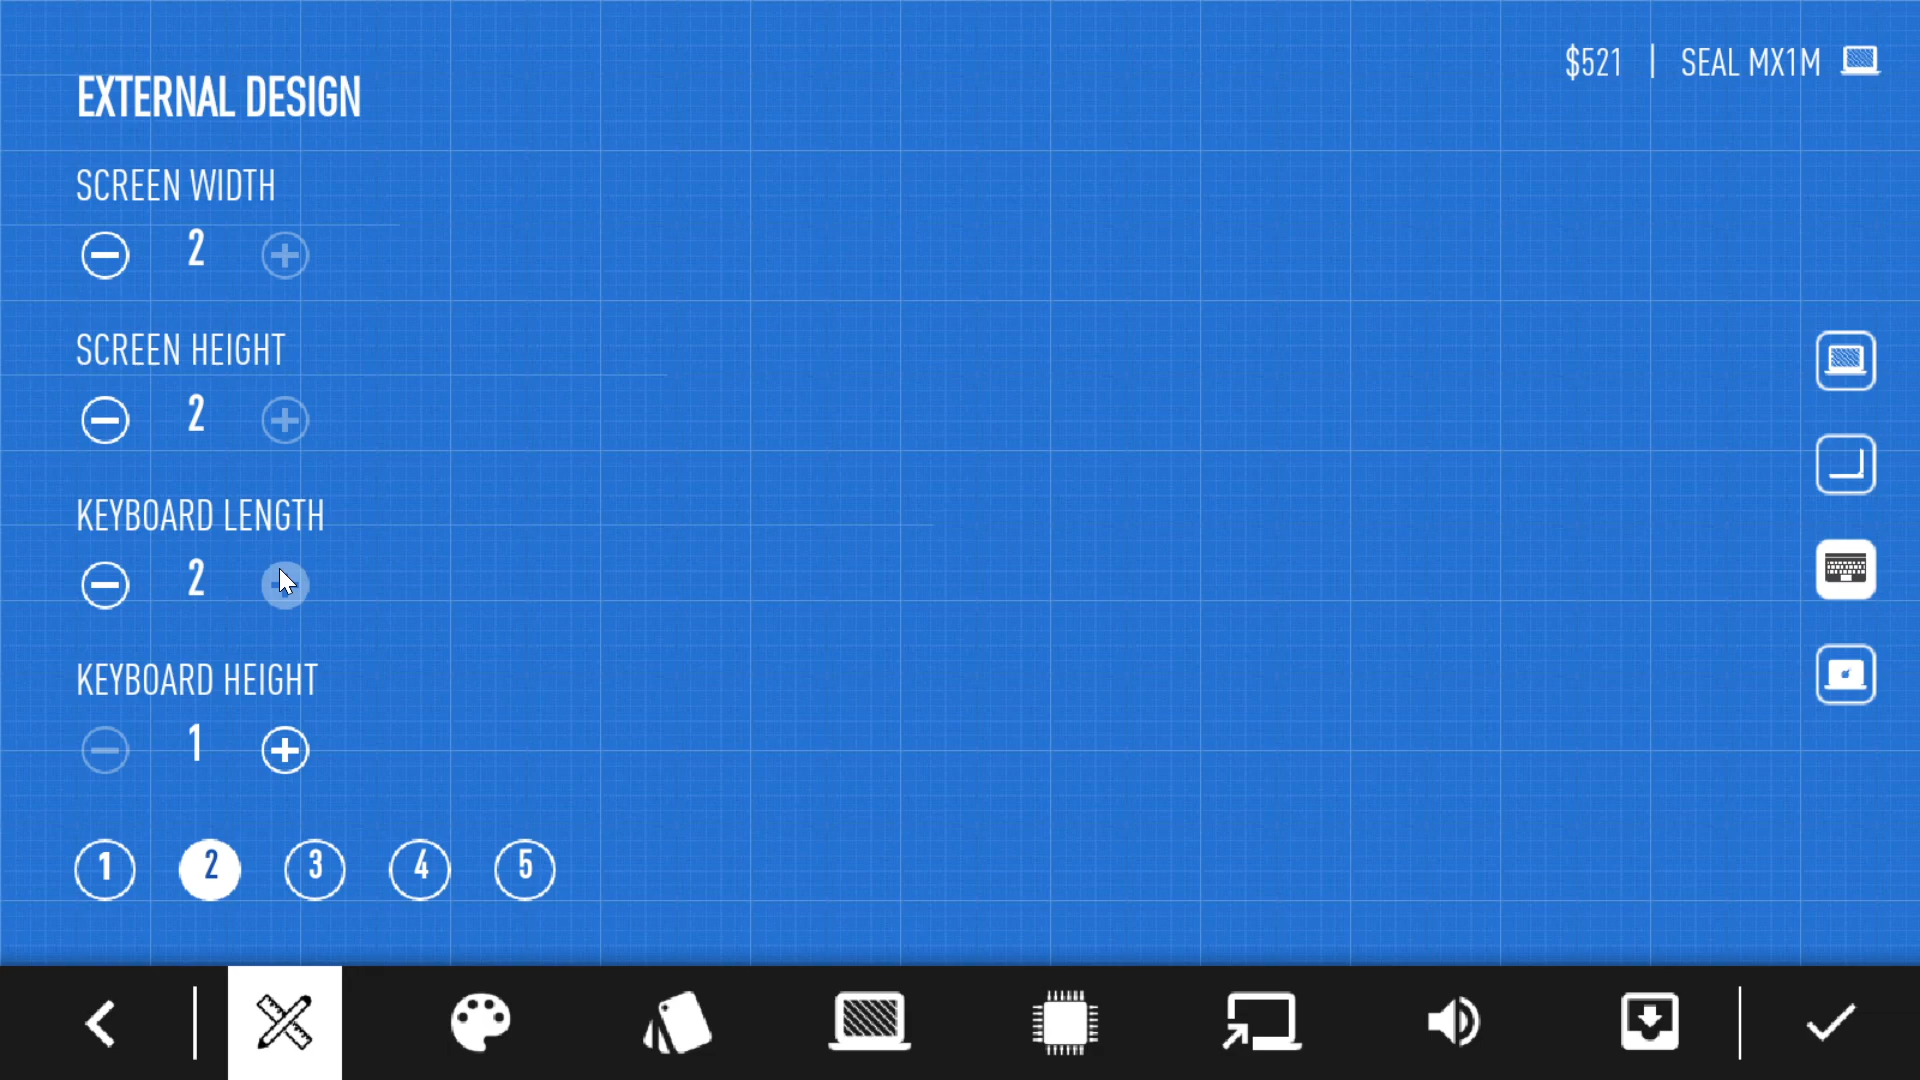 $521 | SEAL MX1M
EXTERNAL DESIGN
SCREEN WIDTH
2
SCREEN HEIGHT
2
KEYBOARD LENGTH
2
KEYBOARD HEIGHT
1
1 2 3 4 5